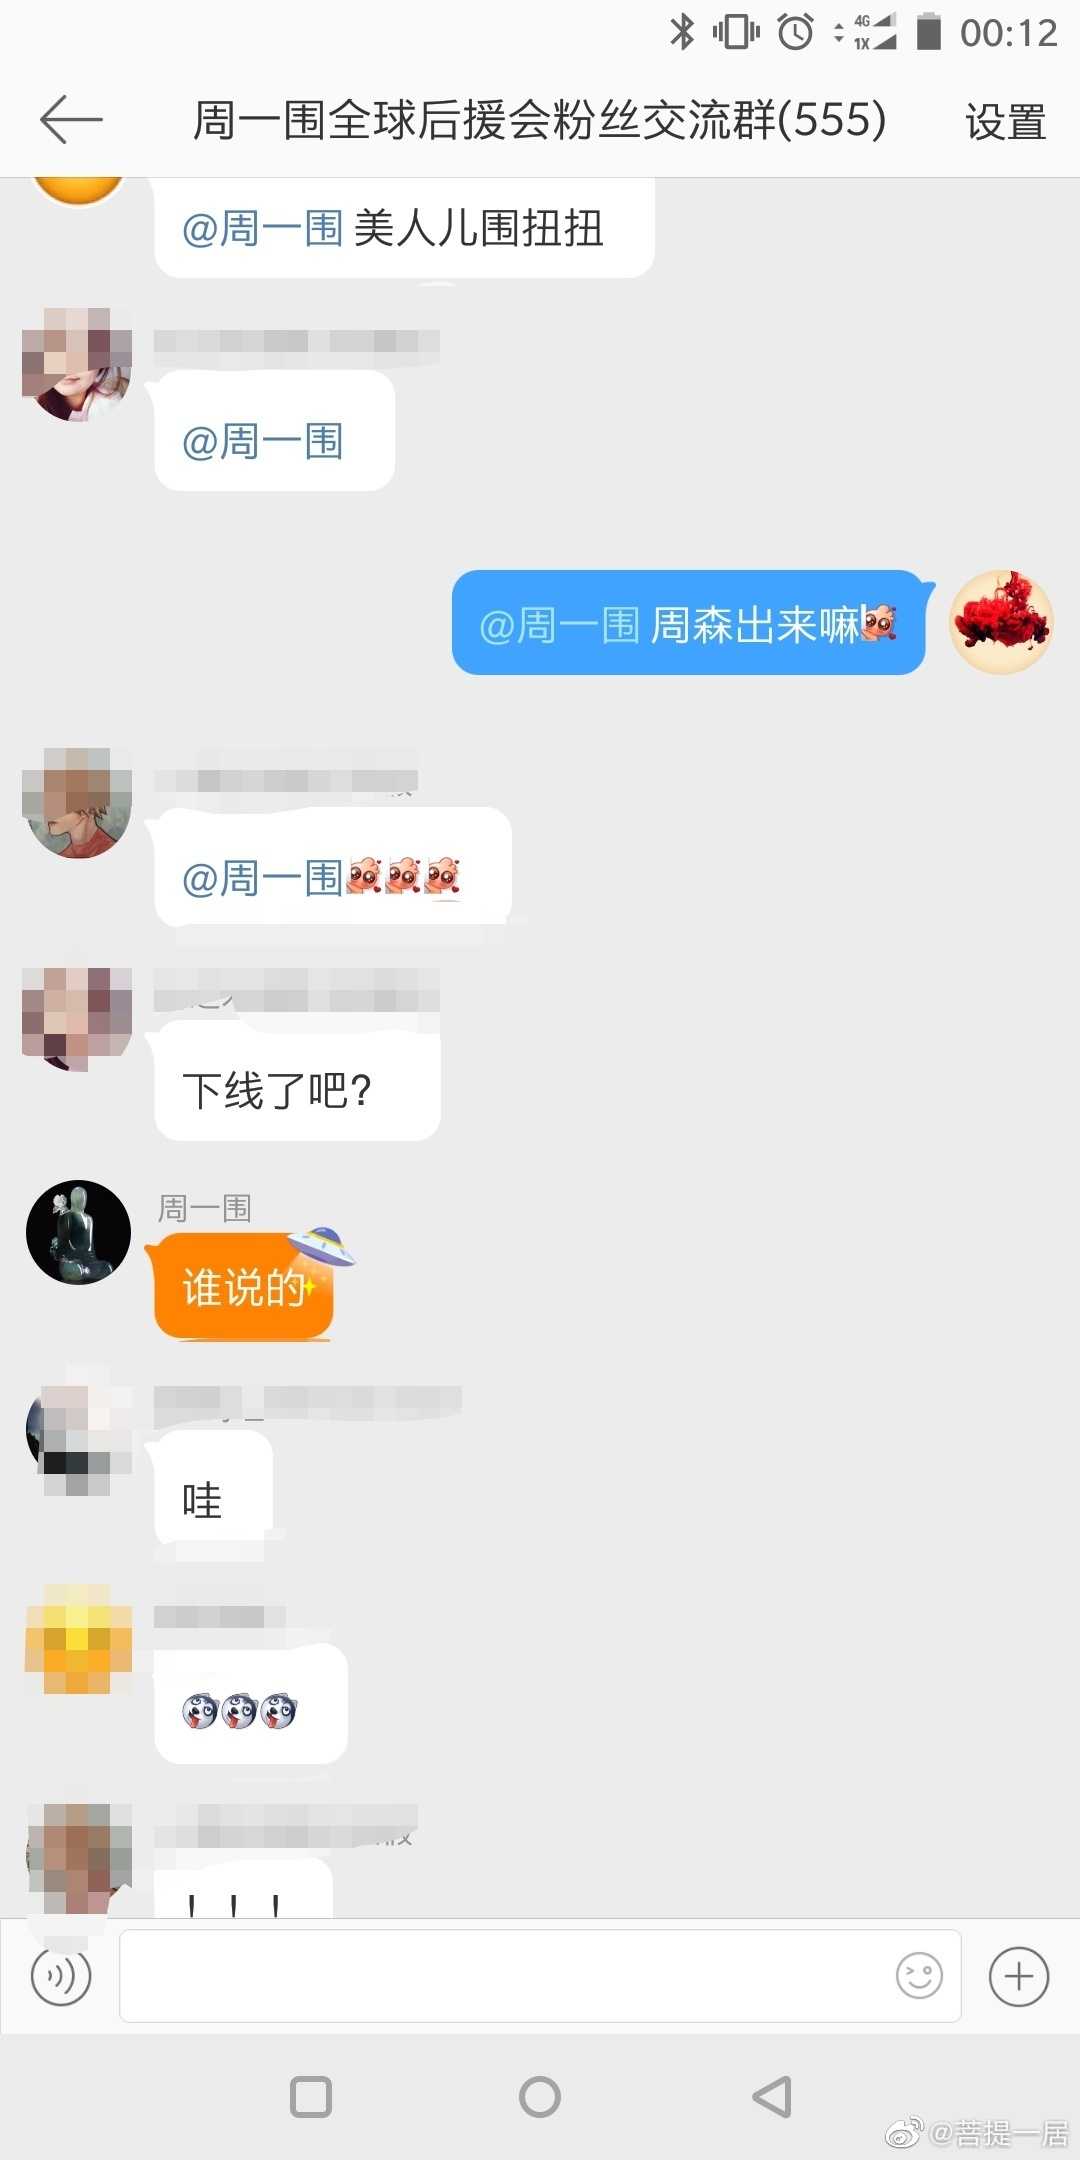 4G
1X
00:12
周一围全球后援会粉丝交流群(555)
设置
@周一围 美人儿围扭扭
@周一围
@周一围 周森出来嘛
@周一围
下线了吧?
周一围
谁说的
哇
！！！
@菩提一居